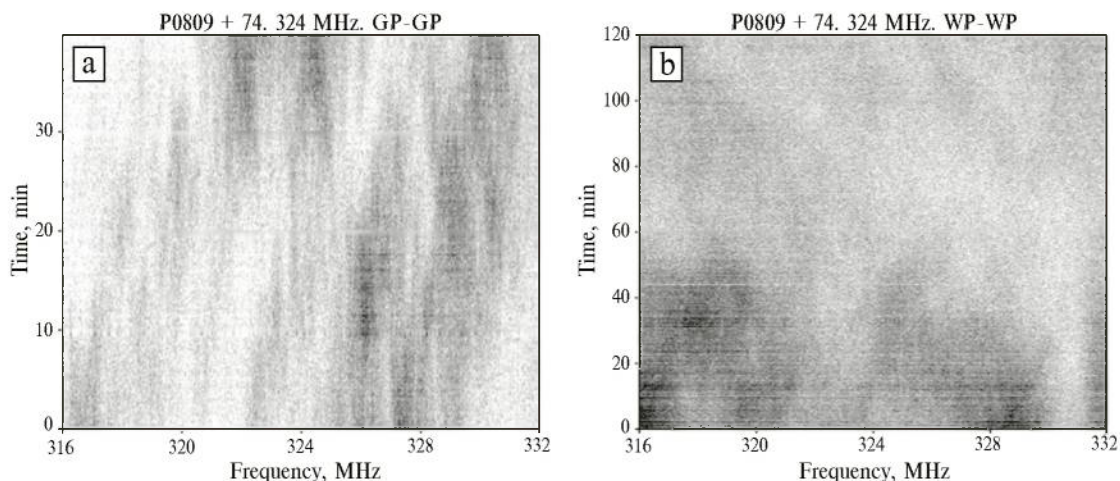 P0809 + 74. 324 MHz. GP-GP
a
30
20
10
0
Time, min
316 320 324 328 332
Frequency, MHz
P0809 + 74. 324 MHz. WP-WP
b
120
100
80
60
40
20
0
Time, min
316 320 324 328 332
Frequency, MHz